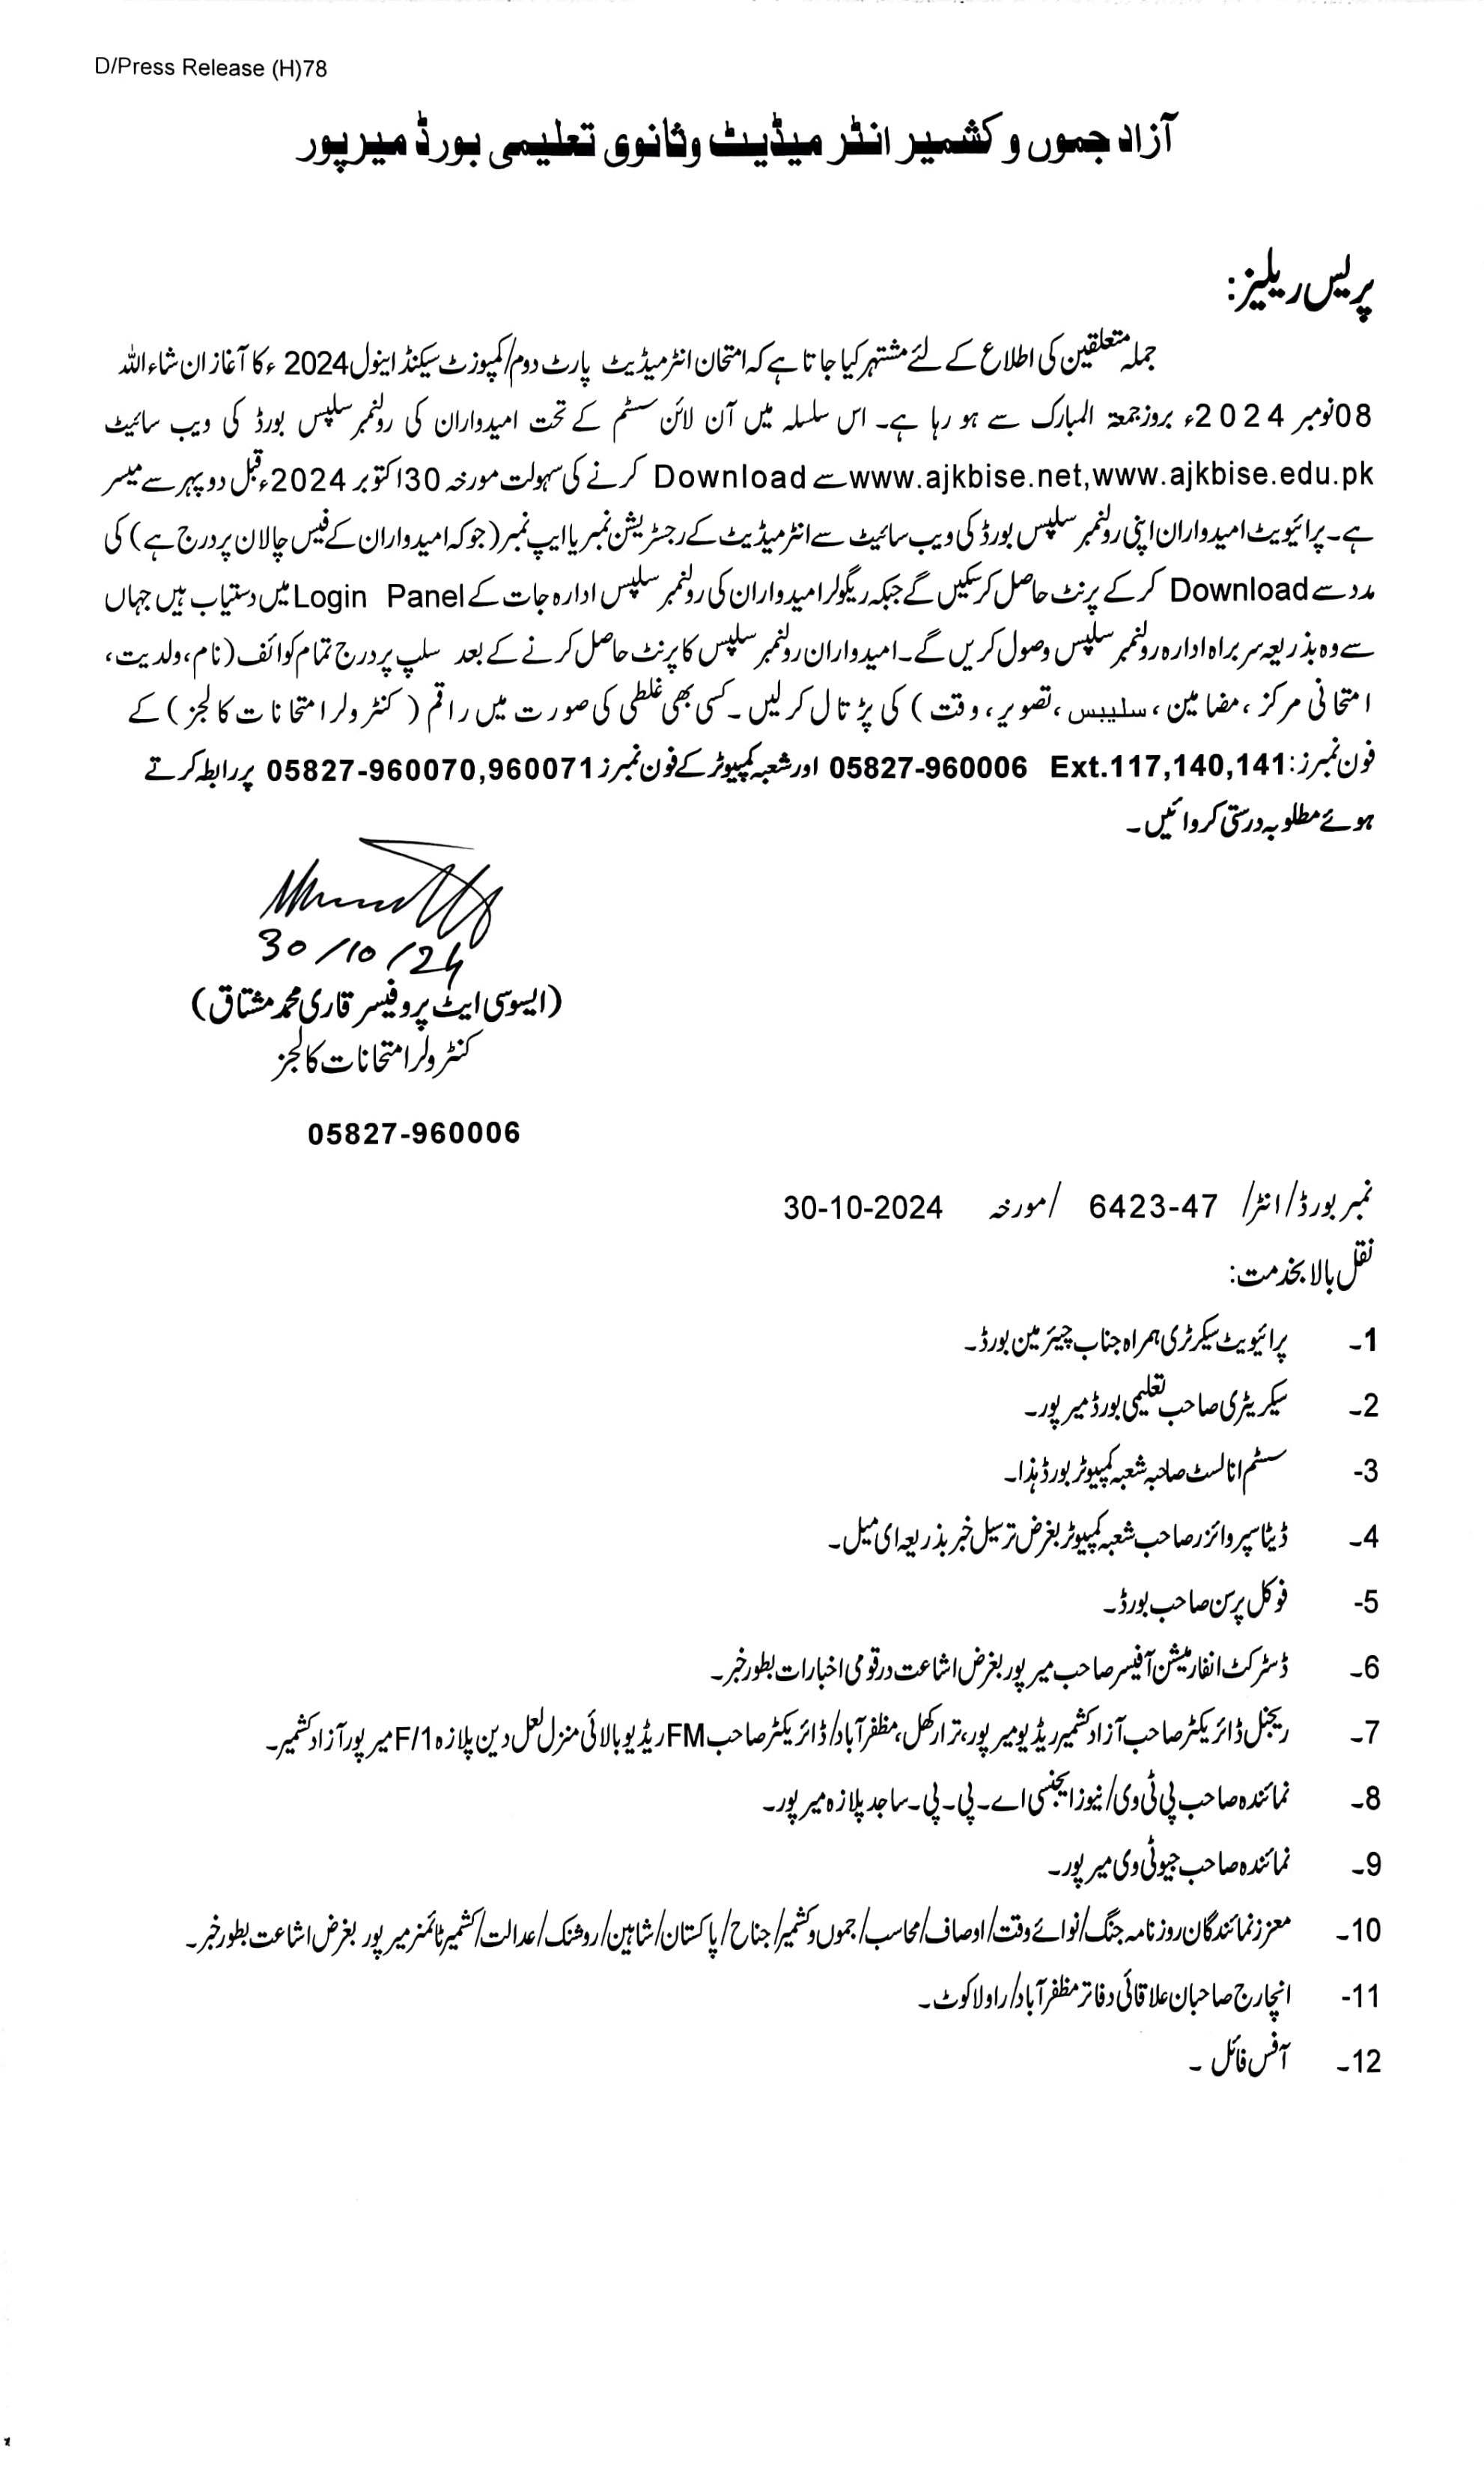 D/Press Release (H)78
آزاد جموں و کشمیر انٹر میڈیٹ وثانوی تعلیمی بورڈ میرپور
پریس ریلیز:
جملہ متعلقین کی اطلاع کے لئے مشتہر کیا جاتا ہے کہ امتحان انٹرمیڈیٹ پارٹ دوم/کمپوزٹ سیکنڈ اینول 2024ء کا آغاز ان شاءاللہ
08 نومبر 2024ء بروز جمعۃ المبارک سے ہو رہا ہے۔ اس سلسلہ میں آن لائن سسٹم کے تحت امیدواران کی رولنمبر سلپس بورڈ کی ویب سائیٹ
www.ajkbise.net,www.ajkbise.edu.pk سے Download کرنے کی سہولت مورخہ 30 اکتوبر 2024ء قبل دوپہر سے میسر
ہے۔ پرائیویٹ امیدواران اپنی رولنمبر سلپس بورڈ کی ویب سائیٹ سے انٹرمیڈیٹ کے رجسٹریشن نمبر یا ایپ نمبر (جو کہ امیدواران کے فیس چالان پر درج ہے) کی
مدد سے Download کر کے پرنٹ حاصل کر سکیں گے جبکہ ریگولر امیدواران کی رولنمبر سلپس ادارہ جات کے Login Panel میں دستیاب ہیں جہاں
سے وہ بذریعہ سربراہ ادارہ رولنمبر سلپس وصول کریں گے۔ امیدواران رولنمبر سلپس کا پرنٹ حاصل کرنے کے بعد سلپ پر درج تمام کوائف (نام، ولدیت،
امتحانی مرکز، مضامین، سلیبس، تصویر، وقت) کی پڑتال کر لیں۔ کسی بھی غلطی کی صورت میں راقم (کنٹرولر امتحانات کالجز) کے
فون نمبرز: 05827-960006 Ext.117,140,141 اور شعبہ کمپیوٹر کے فون نمبرز 05827-960070,960071 پر رابطہ کرتے
ہوئے مطلوبہ درستی کروائیں۔
30/10/24
(ایسوسی ایٹ پروفیسر قاری محمد مشتاق)
کنٹرولر امتحانات کالجز
05827-960006
نمبر بورڈ/انٹر/ 6423-47 /مورخہ 30-10-2024
نقل بالا بخدمت:
1۔ پرائیویٹ سیکرٹری ہمراہ جناب چیئرمین بورڈ۔
2۔ سیکریٹری صاحب تعلیمی بورڈ میرپور۔
3- سسٹم انالسٹ صاحبہ شعبہ کمپیوٹر بورڈ ہذا۔
4۔ ڈیٹا سپروائزر صاحب شعبہ کمپیوٹر بغرض ترسیل خبر بذریعہ ای میل۔
5- فوکل پرسن صاحب بورڈ۔
6۔ ڈسٹرکٹ انفارمیشن آفیسر صاحب میرپور بغرض اشاعت در قومی اخبارات بطور خبر۔
7۔ ریجنل ڈائریکٹر صاحب آزاد کشمیر ریڈیو میرپور، تراڑکھل، مظفرآباد/ڈائریکٹر صاحب FM ریڈیو بالائی منزل لعل دین پلازہ F/1 میرپور آزاد کشمیر۔
8۔ نمائندہ صاحب پی ٹی وی/نیوز ایجنسی اے۔پی۔پی۔ساجد پلازہ میرپور۔
9۔ نمائندہ صاحب جیو ٹی وی میرپور۔
10۔ معزز نمائندگان روزنامہ جنگ/نوائے وقت/اوصاف/محاسب/جموں و کشمیر/جناح/پاکستان/شاہین/روشنک/عدالت/کشمیر ٹائمز میرپور بغرض اشاعت بطور خبر۔
11- انچارج صاحبان علاقائی دفاتر مظفرآباد/راولاکوٹ۔
12۔ آفس فائل ۔